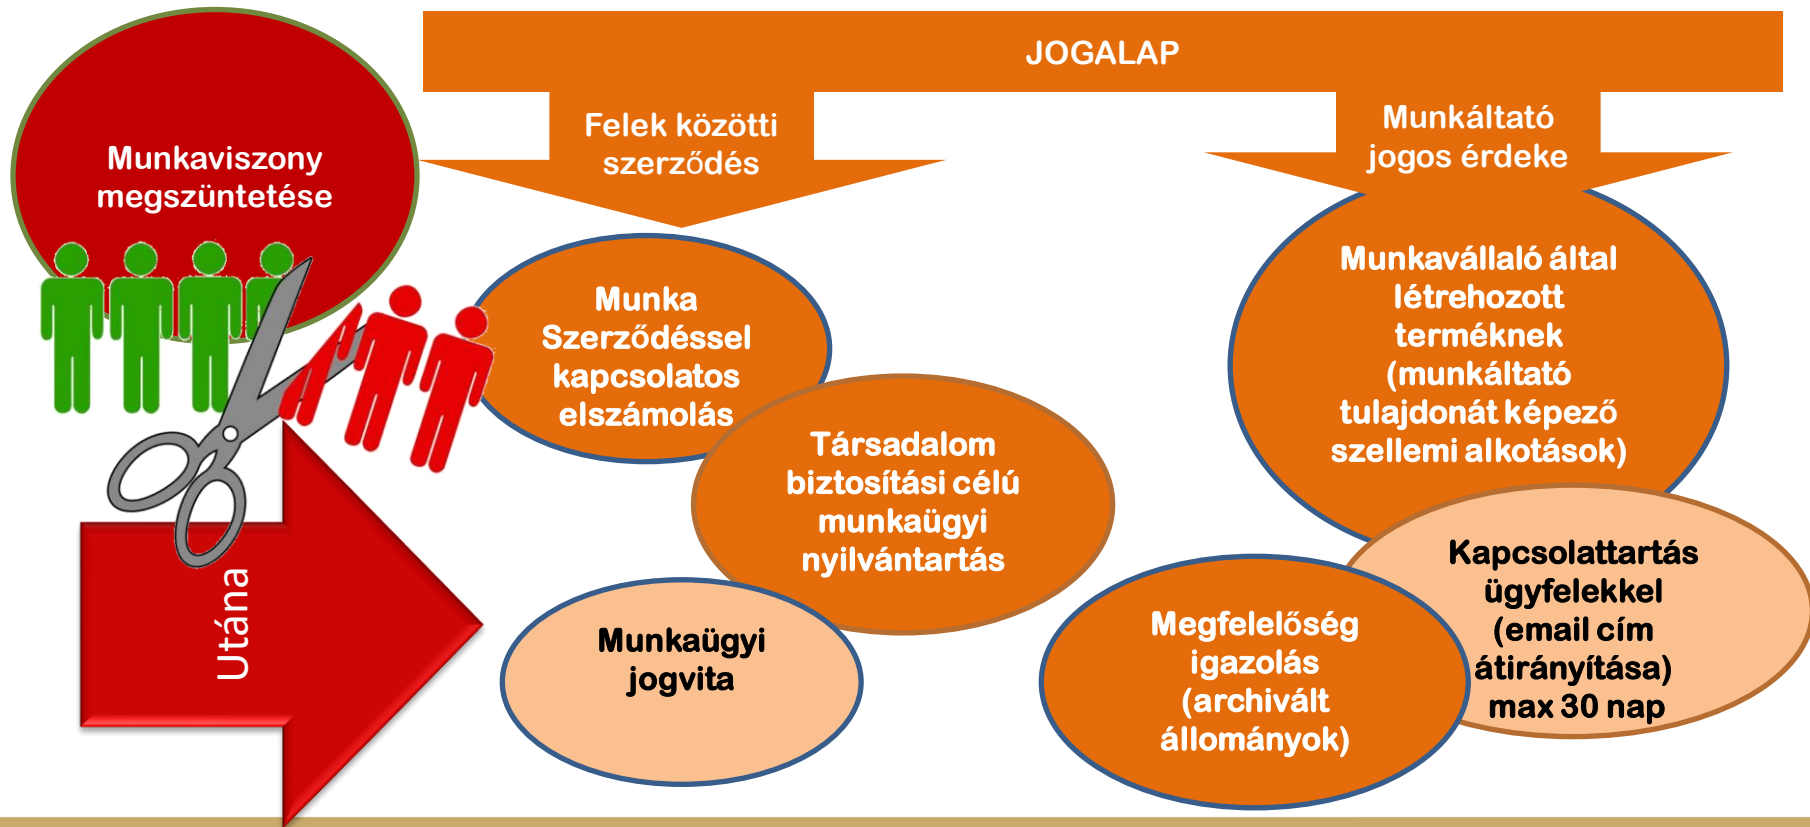 Munkaviszony
megszüntetése
Utána
JOGALAP
Felek közötti
szerződés
Munka
Szerződéssel
kapcsolatos
elszámolás
Társadalom
biztosítási célú
munkaügyi
nyilvántartás
Munkaügyi
jogvita
Munkáltató
jogos érdeke
Munkavállaló által
létrehozott
terméknek
(munkáltató
tulajdonát képező
szellemi alkotások)
Kapcsolattartás
ügyfelekkel
(email cím
átirányítása)
max 30 nap
Megfelelőség
igazolás
(archivált
állományok)